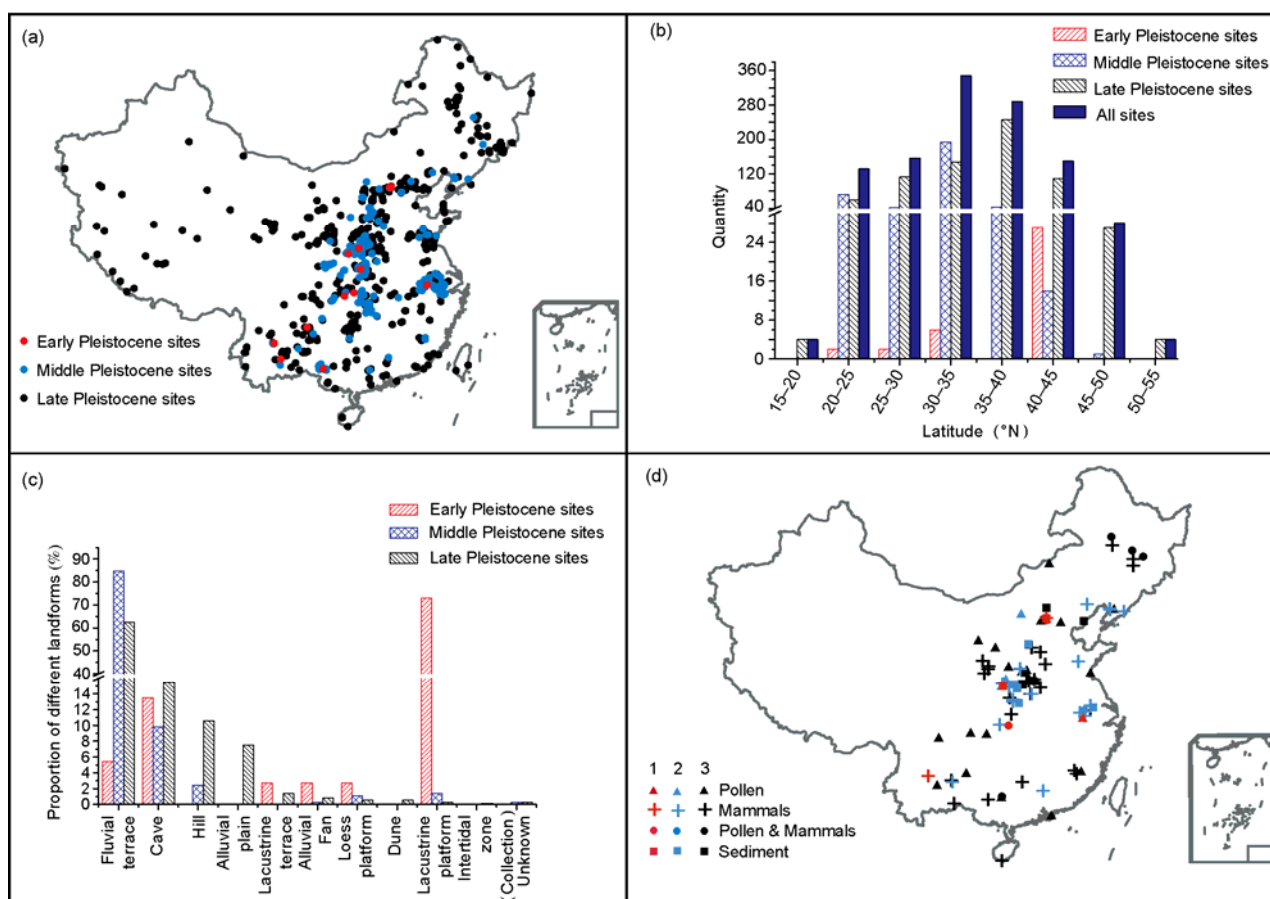 (a)
Early Pleistocene sites
Middle Pleistocene sites
Late Pleistocene sites
(b)
Early Pleistocene sites
Middle Pleistocene sites
Late Pleistocene sites
All sites
Quantity
360
280
200
120
40
24
16
8
0
15–20
20–25
25–30
30–35
35–40
40–45
45–50
50–55
Latitude (°N)
(c)
Early Pleistocene sites
Middle Pleistocene sites
Late Pleistocene sites
Proportion of different landforms (%)
90
80
70
60
50
40
14
12
10
8
6
4
2
0
Fluvial
terrace
Cave
Hill
Alluvial
plain
Lacustrine
terrace
Alluvial
Fan
Loess
platform
Dune
Lacustrine
platform
Intertidal
zone
(Collection)
Unknown
(d)
1 2 3
Pollen
Mammals
Pollen & Mammals
Sediment